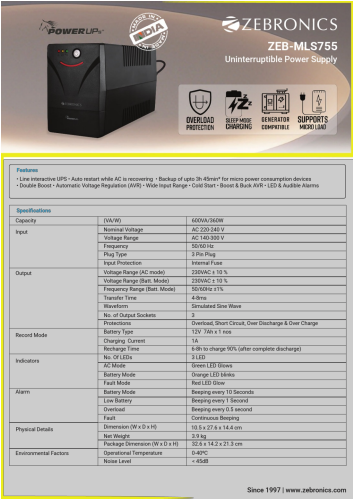 POWERUPs
MADE IN
INDIA
ZEBRONICS
ZEB-MLS755
Uninterruptible Power Supply
ZEBRONICS
OVERLOAD PROTECTION
SLEEP MODE CHARGING
GENERATOR COMPATIBLE
SUPPORTS MICRO LOAD
Features
• Line interactive UPS • Auto restart while AC is recovering • Backup of upto 3h 45min* for micro power consumption devices
• Double Boost • Automatic Voltage Regulation (AVR) • Wide Input Range • Cold Start • Boost & Buck AVR • LED & Audible Alarms
Specifications
Capacity (VA/W) 600VA/360W
Input Nominal Voltage AC 220-240 V
Voltage Range AC 140-300 V
Frequency 50/60 Hz
Plug Type 3 Pin Plug
Input Protection Internal Fuse
Output Voltage Range (AC mode) 230VAC ± 10 %
Voltage Range (Batt. Mode) 230VAC ± 10 %
Frequency Range (Batt. Mode) 50/60Hz ±1%
Transfer Time 4-8ms
Waveform Simulated Sine Wave
No. of Output Sockets 3
Protections Overload, Short Circuit, Over Discharge & Over Charge
Record Mode Battery Type 12V 7Ah x 1 nos
Charging Current 1A
Recharge Time 6-8h to charge 90% (after complete discharge)
Indicators No. Of LEDs 3 LED
AC Mode Green LED Glows
Battery Mode Orange LED blinks
Fault Mode Red LED Glow
Alarm Battery Mode Beeping every 10 Seconds
Low Battery Beeping every 1 Second
Overload Beeping every 0.5 second
Fault Continuous Beeping
Physical Details Dimension (W x D x H) 10.5 x 27.6 x 14.4 cm
Net Weight 3.9 kg
Package Dimension (W x D x H) 32.6 x 14.2 x 21.3 cm
Environmental Factors Operational Temperature 0-40ºC
Noise Level < 45dB
Since 1997 | www.zebronics.com